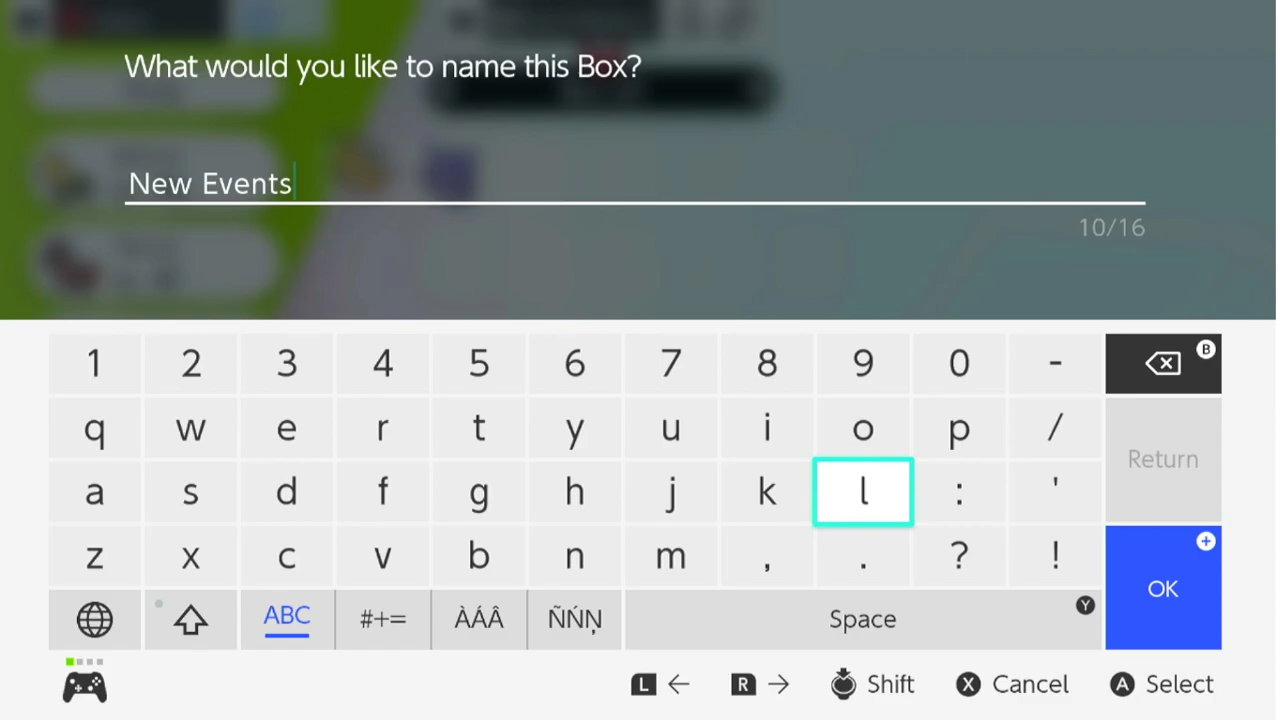 What would you like to name this Box?
New Events
10/16
1 2 3 4 5 6 7 8 9 0 - B
q w e r t y u i o p /
Return
a s d f g h j k l : '
z x c v b n m , . ? ! +
OK
ABC #+= ÀÁÂ ÑŃŅ Space Y
L ← R → Shift X Cancel A Select